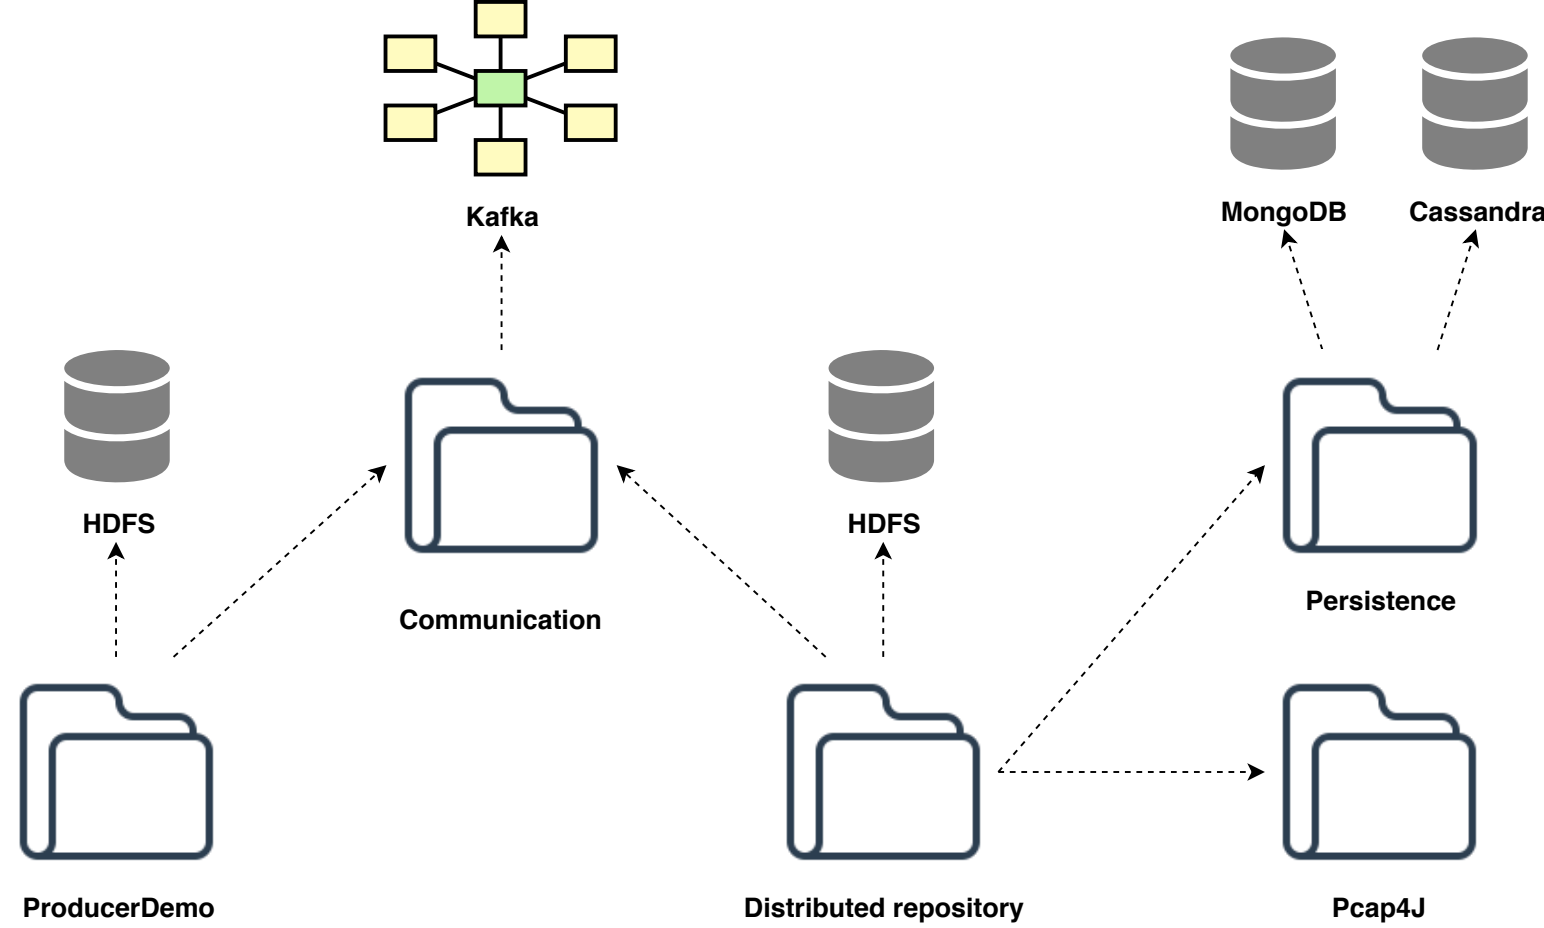 Kafka
MongoDB
Cassandra
HDFS
HDFS
Communication
Persistence
ProducerDemo
Distributed repository
Pcap4J